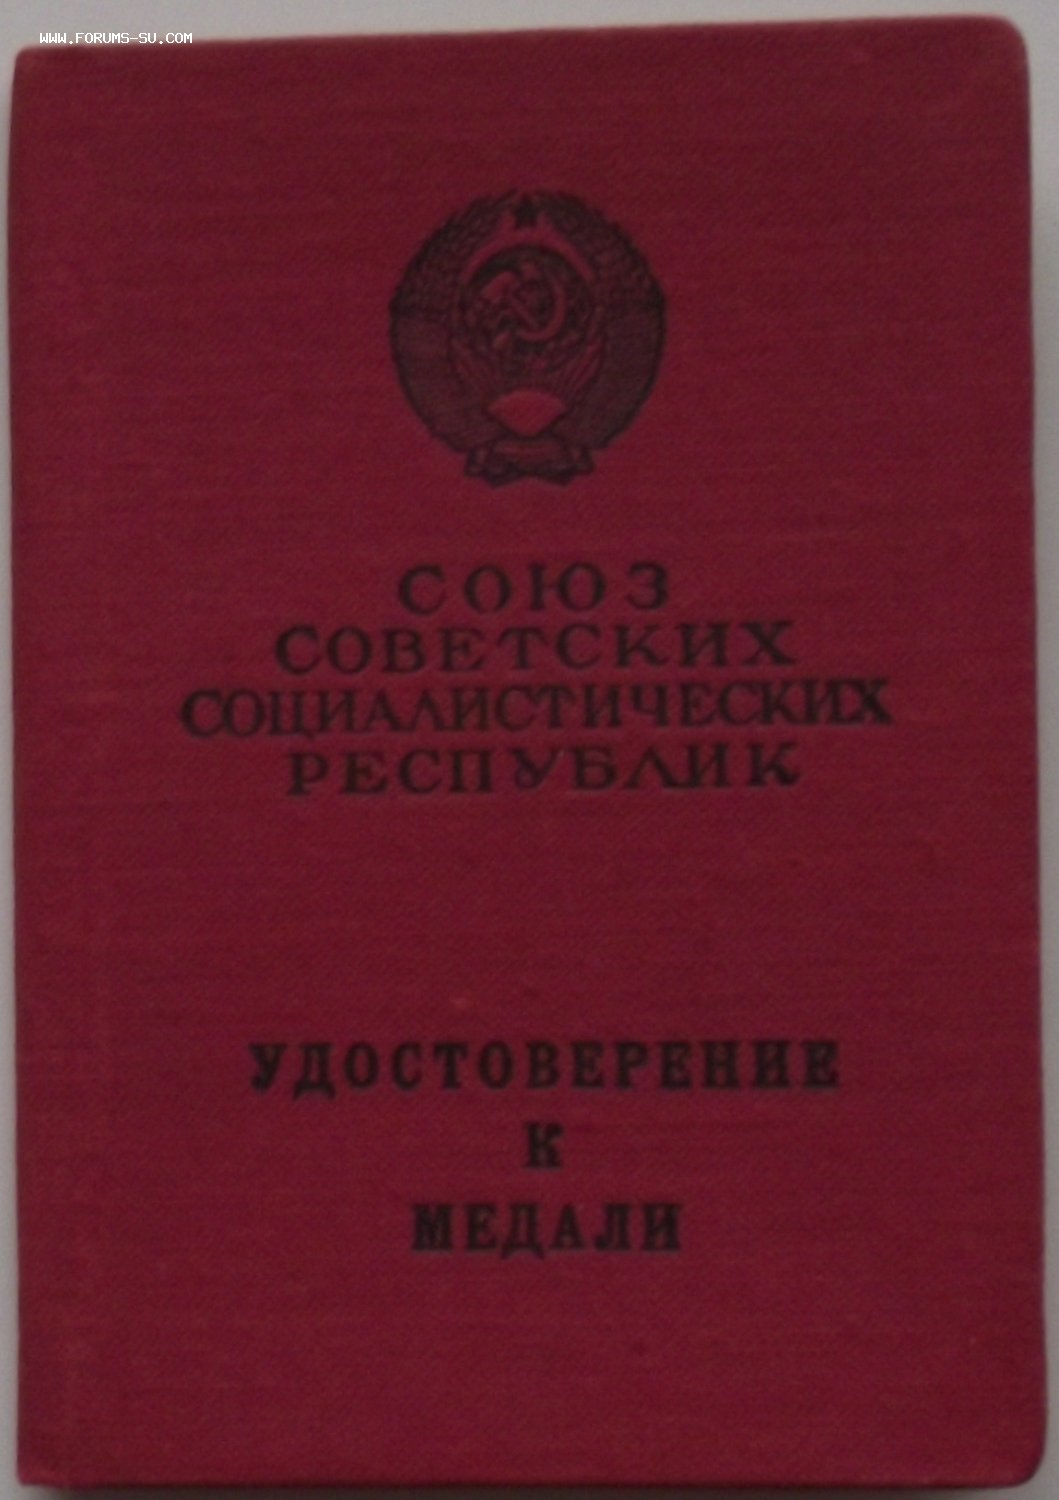 WWW.FORUMS-SU.COM
СОЮЗ
СОВЕТСКИХ
СОЦИАЛИСТИЧЕСКИХ
РЕСПУБЛИК
УДОСТОВЕРЕНИЕ
К
МЕДАЛИ